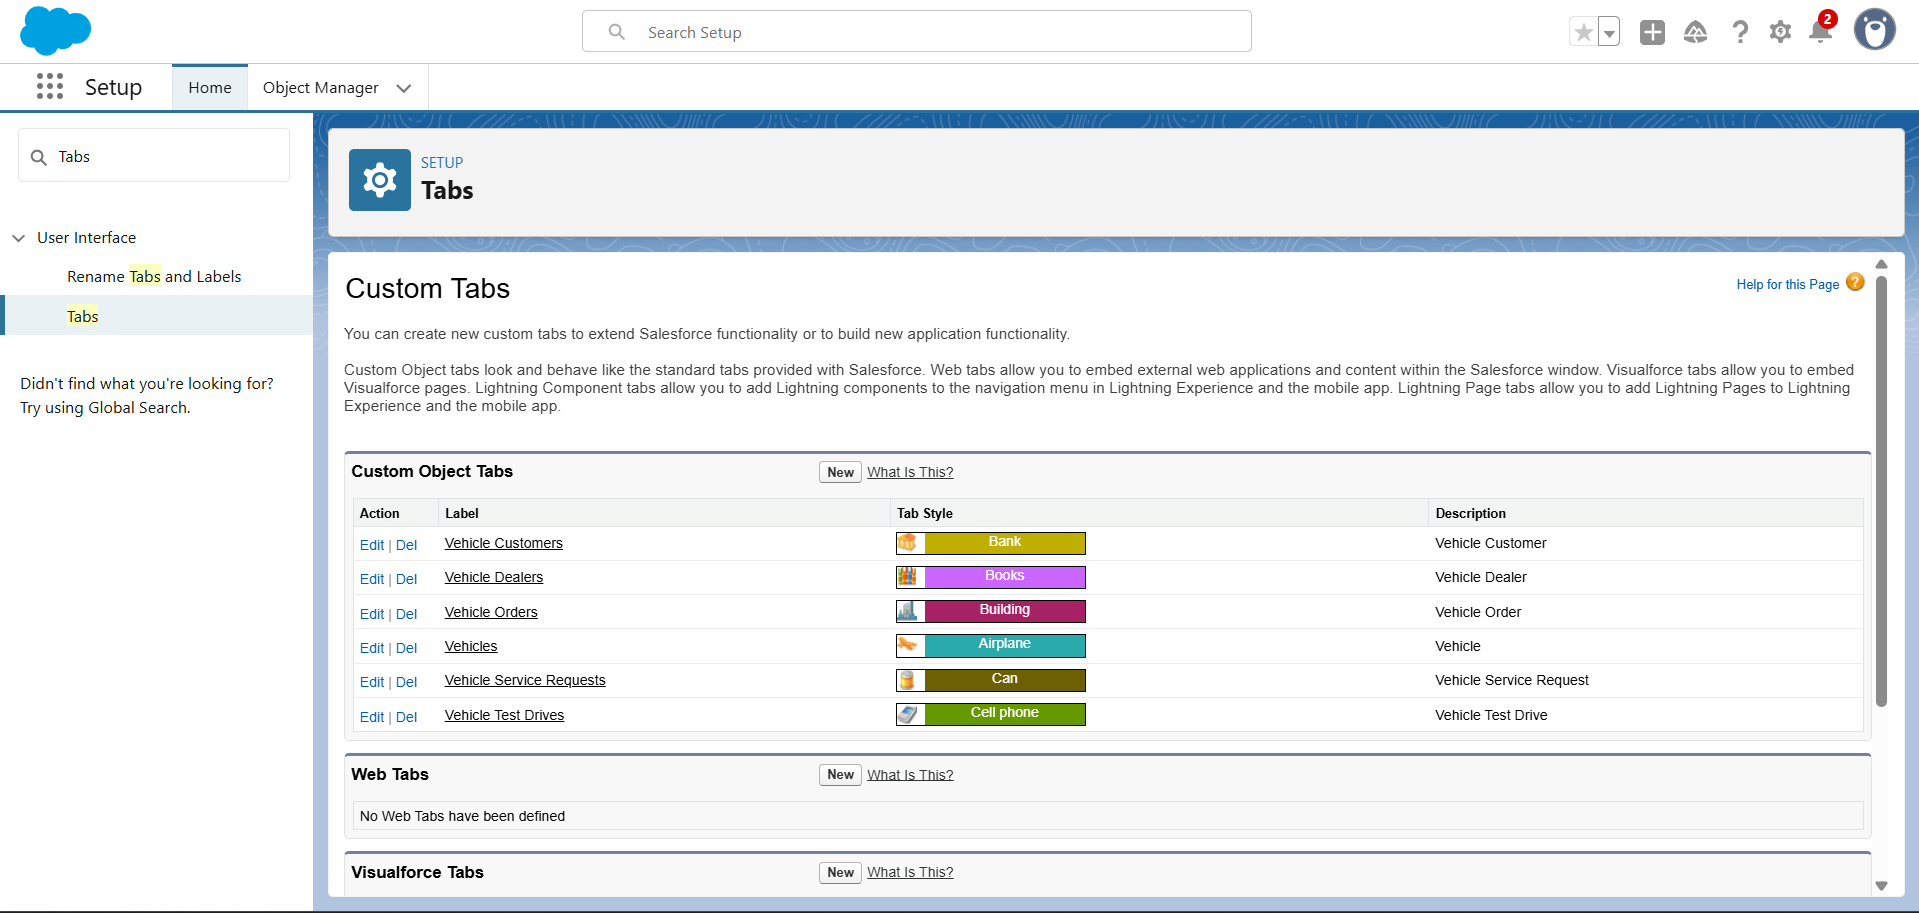 Search Setup
2
Setup
Home
Object Manager
Tabs
User Interface
Rename Tabs and Labels
Tabs
Didn't find what you're looking for?
Try using Global Search.
SETUP
Tabs
Custom Tabs
Help for this Page ?
You can create new custom tabs to extend Salesforce functionality or to build new application functionality.
Custom Object tabs look and behave like the standard tabs provided with Salesforce. Web tabs allow you to embed external web applications and content within the Salesforce window. Visualforce tabs allow you to embed
Visualforce pages. Lightning Component tabs allow you to add Lightning components to the navigation menu in Lightning Experience and the mobile app. Lightning Page tabs allow you to add Lightning Pages to Lightning
Experience and the mobile app.
Custom Object Tabs New What Is This?
Action Label Tab Style Description
Edit | Del Vehicle Customers Bank Vehicle Customer
Edit | Del Vehicle Dealers Books Vehicle Dealer
Edit | Del Vehicle Orders Building Vehicle Order
Edit | Del Vehicles Airplane Vehicle
Edit | Del Vehicle Service Requests Can Vehicle Service Request
Edit | Del Vehicle Test Drives Cell phone Vehicle Test Drive
Web Tabs New What Is This?
No Web Tabs have been defined
Visualforce Tabs New What Is This?